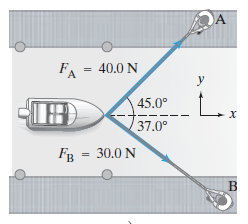 A
F_A = 40.0 N
y
45.0°
x
37.0°
F_B = 30.0 N
B